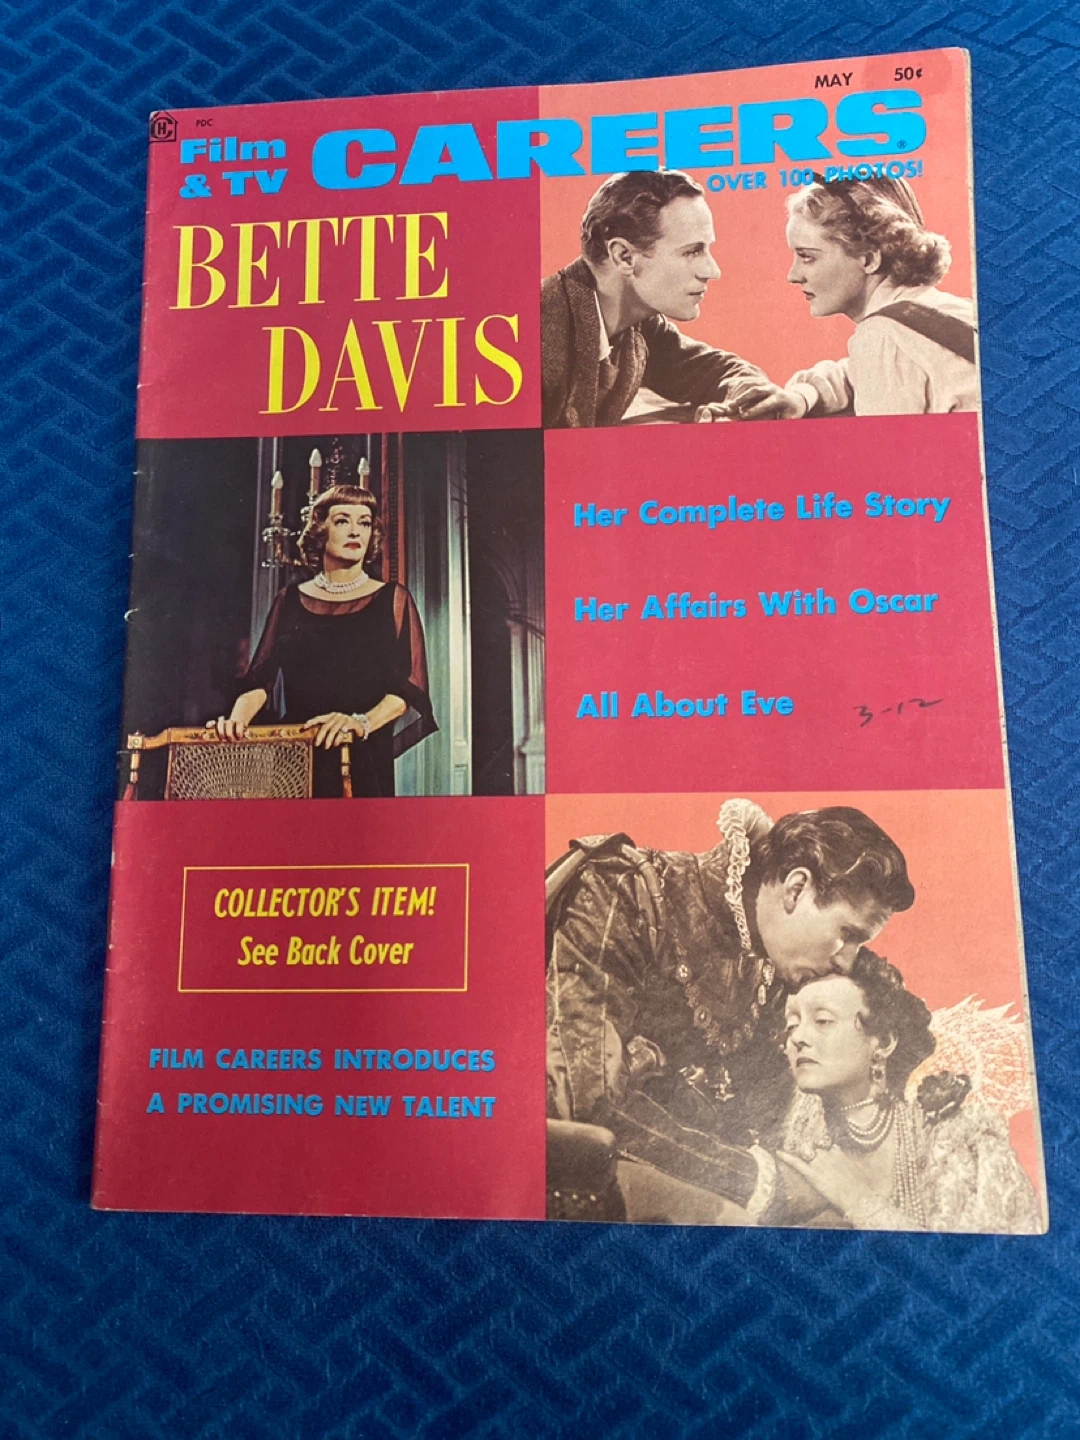 MAY 50¢
CH PDC
Film
& TV
CAREERS®
OVER 100 PHOTOS!
BETTE
DAVIS
Her Complete Life Story
Her Affairs With Oscar
All About Eve
3-12
COLLECTOR'S ITEM!
See Back Cover
FILM CAREERS INTRODUCES
A PROMISING NEW TALENT